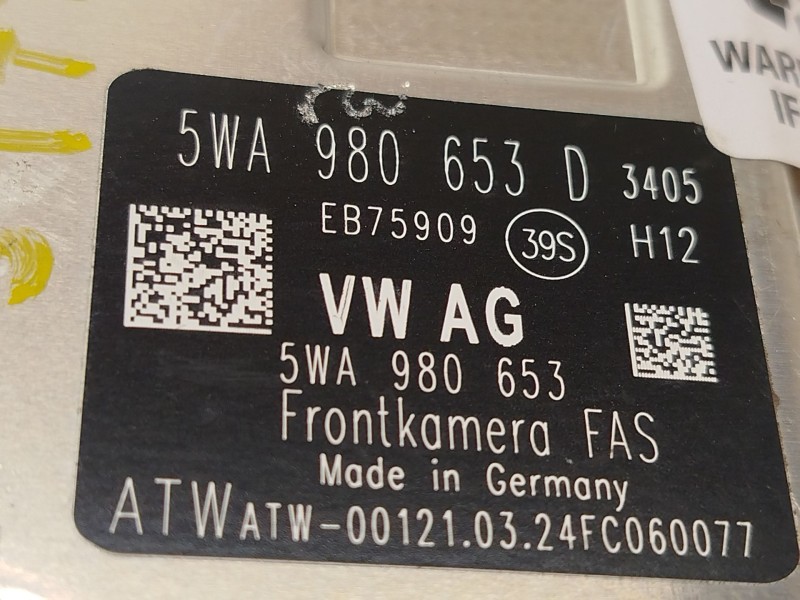 5WA 980 653 D 3405
EB75909 39S H12
VW AG
5WA 980 653
Frontkamera FAS
Made in Germany
ATW ATW-00121.03.24FC060077
IF